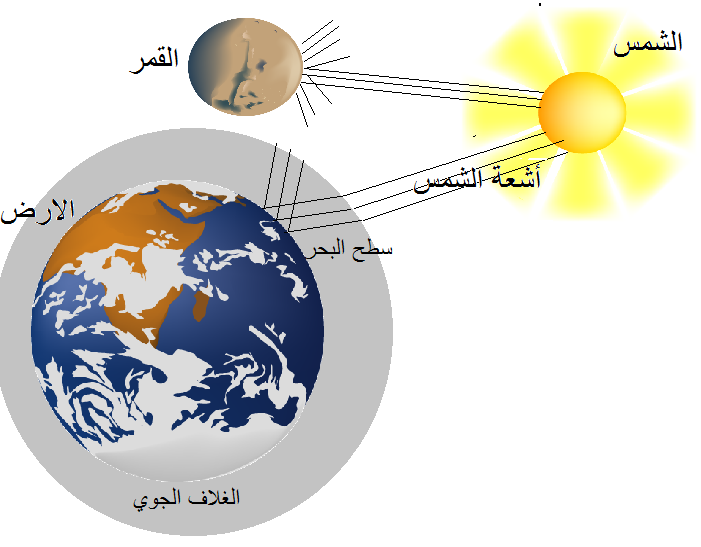 الشمس
القمر
أشعة الشمس
الارض
سطح البحر
الغلاف الجوي